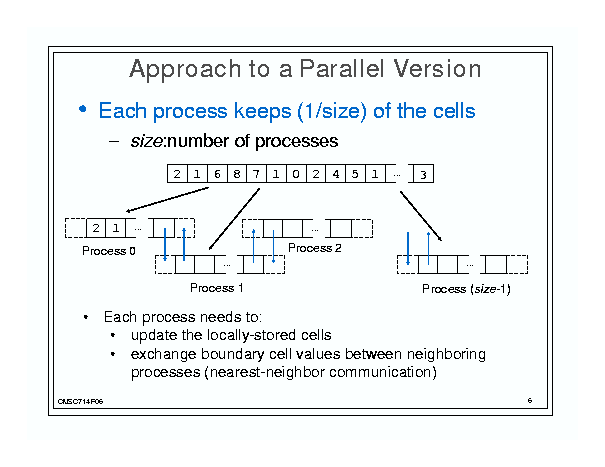 Approach to a Parallel Version
• Each process keeps (1/size) of the cells
– size:number of processes
2 1 6 8 7 1 0 2 4 5 1 ... 3
2 1 ... ... 
Process 0 Process 2
... ...
Process 1 Process (size-1)
• Each process needs to:
• update the locally-stored cells
• exchange boundary cell values between neighboring
processes (nearest-neighbor communication)
CMSC714F06 6